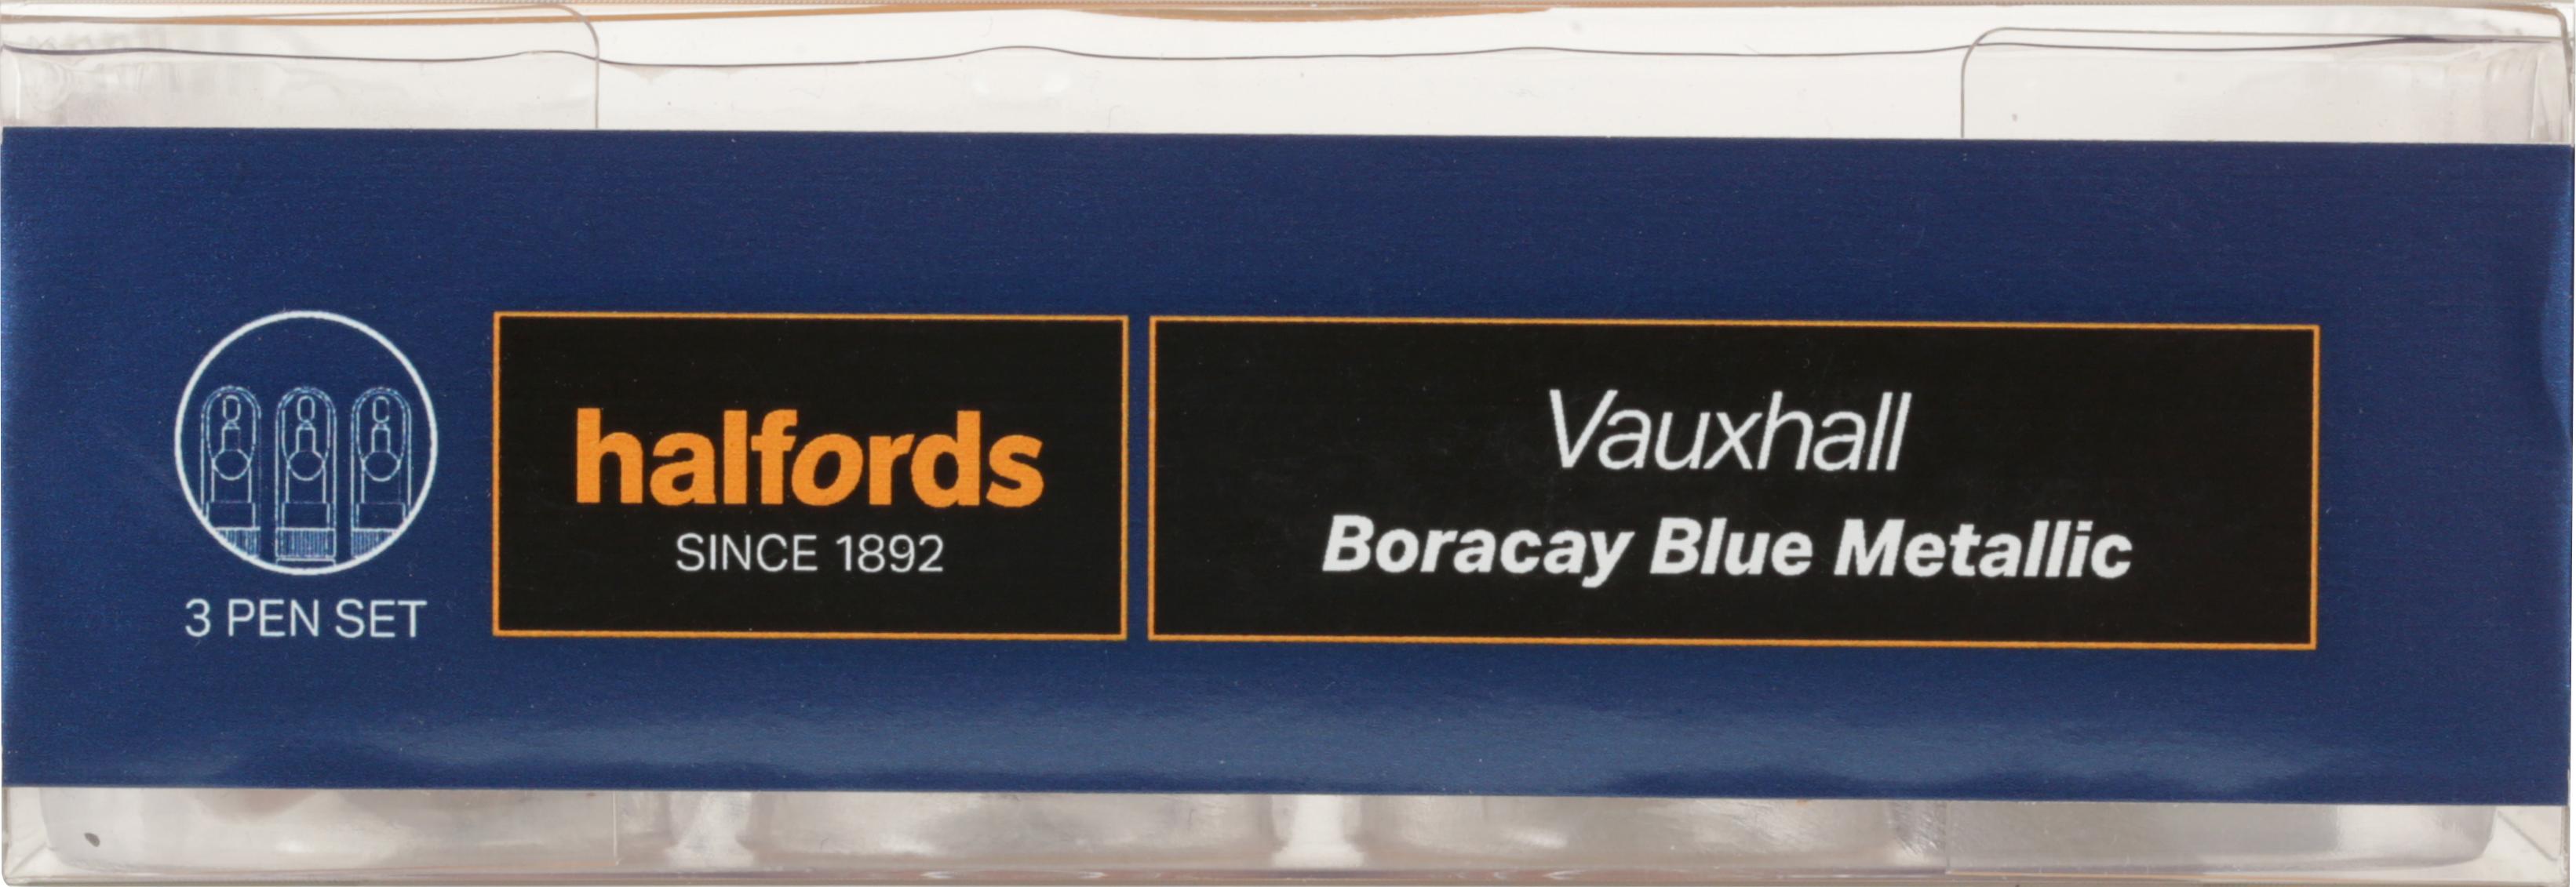 3 PEN SET
halfords
SINCE 1892
Vauxhall
Boracay Blue Metallic